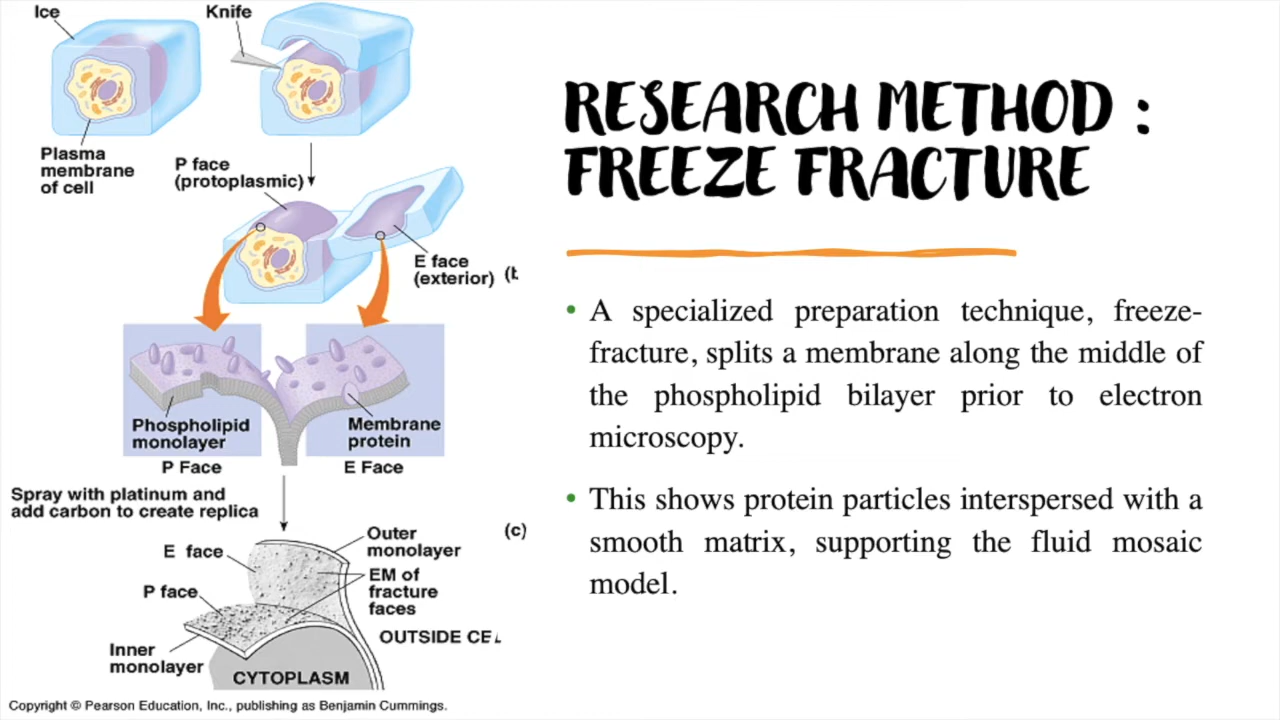 Ice
Knife
Plasma
membrane
of cell
P face
(protoplasmic)
E face
(exterior)
(t
Phospholipid
monolayer
Membrane
protein
P Face
E Face
Spray with platinum and
add carbon to create replica
(c)
Outer
monolayer
E face
EM of
fracture
faces
P face
OUTSIDE CEL
Inner
monolayer
CYTOPLASM
Copyright © Pearson Education, Inc., publishing as Benjamin Cummings.
RESEARCH METHOD :
FREEZE FRACTURE
• A specialized preparation technique, freeze-
fracture, splits a membrane along the middle of
the phospholipid bilayer prior to electron
microscopy.
• This shows protein particles interspersed with a
smooth matrix, supporting the fluid mosaic
model.